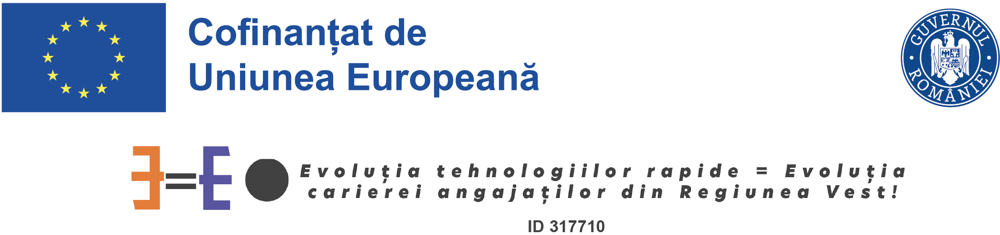 Cofinanțat de
Uniunea Europeană
GUVERNUL
ROMÂNIEI
E=E
Evoluția tehnologiilor rapide = Evoluția
carierei angajaților din Regiunea Vest!
ID 317710